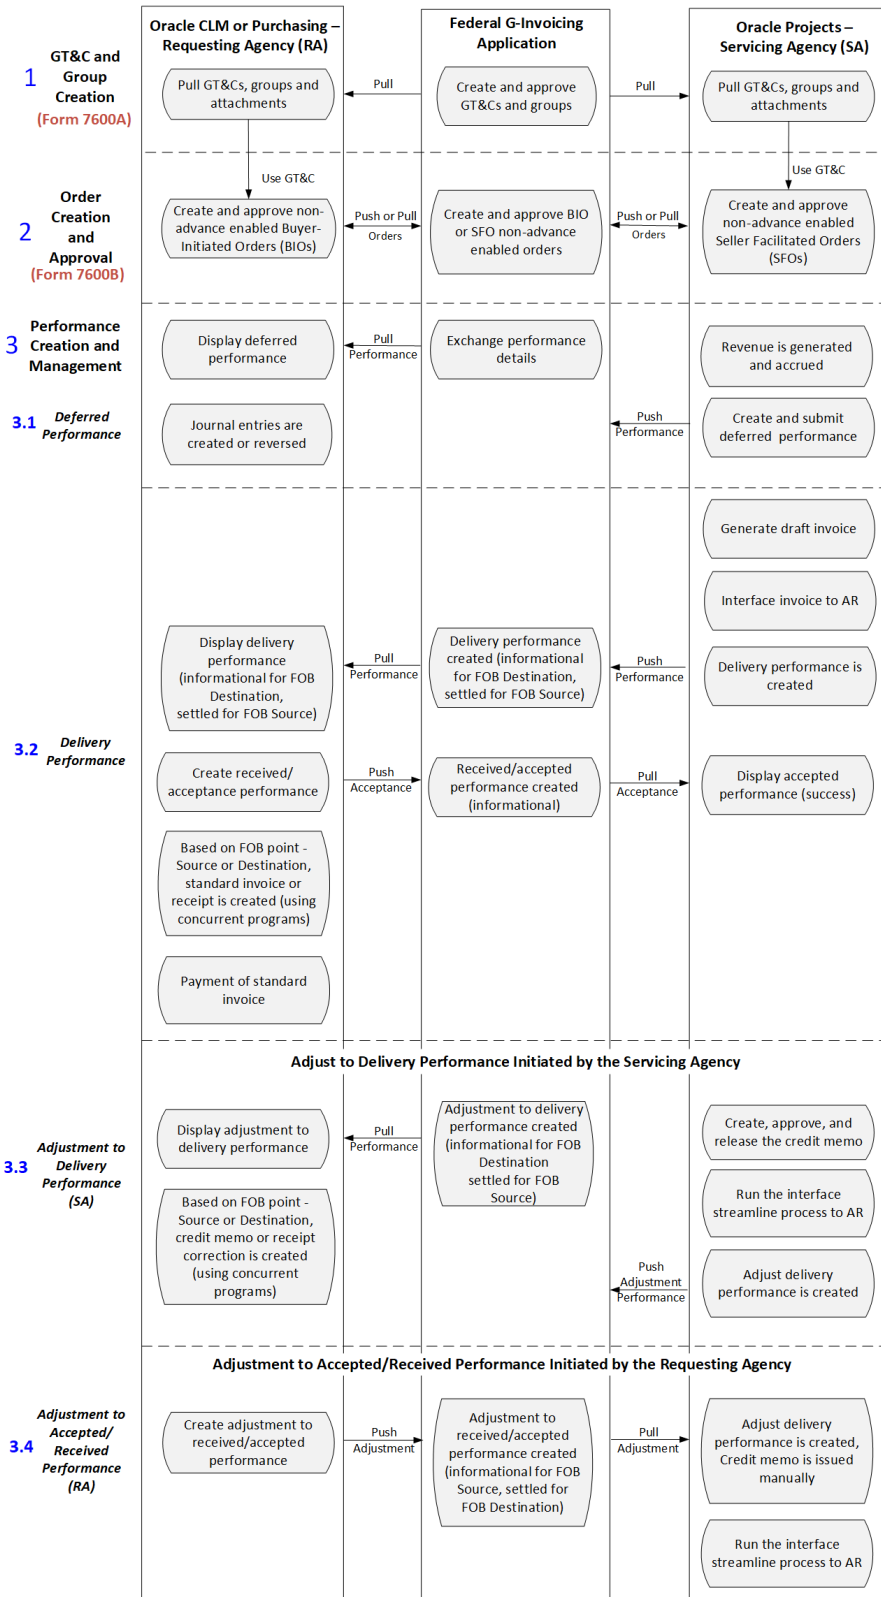 Oracle CLM or Purchasing –
Requesting Agency (RA)
Federal G-Invoicing
Application
Oracle Projects –
Servicing Agency (SA)
1
GT&C and
Group
Creation
(Form 7600A)
Pull GT&Cs, groups and
attachments
Pull
Create and approve
GT&Cs and groups
Pull
Pull GT&Cs, groups and
attachments
Use GT&C
Use GT&C
2
Order
Creation
and
Approval
(Form 7600B)
Create and approve non-
advance enabled Buyer-
Initiated Orders (BIOs)
Push or Pull
Orders
Create and approve BIO
or SFO non-advance
enabled orders
Push or Pull
Orders
Create and approve
non-advance enabled
Seller Facilitated Orders
(SFOs)
3
Performance
Creation and
Management
Display deferred
performance
Pull
Performance
Exchange performance
details
Revenue is generated
and accrued
3.1
Deferred
Performance
Journal entries are
created or reversed
Push
Performance
Create and submit
deferred performance
Generate draft invoice
Interface invoice to AR
Display delivery
performance
(informational for FOB
Destination,
settled for FOB Source)
Pull
Performance
Delivery performance
created (informational
for FOB Destination,
settled for FOB Source)
Push
Performance
Delivery performance is
created
3.2
Delivery
Performance
Create received/
acceptance performance
Push
Acceptance
Received/accepted
performance created
(informational)
Pull
Acceptance
Display accepted
performance (success)
Based on FOB point -
Source or Destination,
standard invoice or
receipt is created (using
concurrent programs)
Payment of standard
invoice
Adjust to Delivery Performance Initiated by the Servicing Agency
3.3
Adjustment to
Delivery
Performance
(SA)
Display adjustment to
delivery performance
Pull
Performance
Adjustment to delivery
performance created
(informational for FOB
Destination
settled for FOB
Source)
Create, approve, and
release the credit memo
Based on FOB point -
Source or Destination,
credit memo or receipt
correction is created
(using concurrent
programs)
Run the interface
streamline process to AR
Push
Adjustment
Performance
Adjust delivery
performance is created
Adjustment to Accepted/Received Performance Initiated by the Requesting Agency
3.4
Adjustment to
Accepted/
Received
Performance
(RA)
Create adjustment to
received/accepted
performance
Push
Adjustment
Adjustment to
received/accepted
performance created
(informational for FOB
Source, settled for
FOB Destination)
Pull
Adjustment
Adjust delivery
performance is created,
Credit memo is issued
manually
Run the interface
streamline process to AR